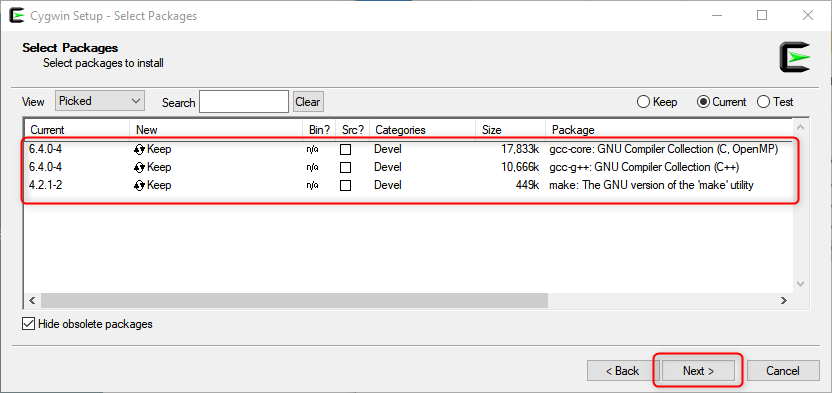 Cygwin Setup - Select Packages
Select Packages
Select packages to install
View Picked Search Clear Keep Current Test
Current New Bin? Src? Categories Size Package
6.4.0-4 Keep n/a Devel 17,833k gcc-core: GNU Compiler Collection (C, OpenMP)
6.4.0-4 Keep n/a Devel 10,666k gcc-g++: GNU Compiler Collection (C++)
4.2.1-2 Keep n/a Devel 449k make: The GNU version of the 'make' utility
Hide obsolete packages
< Back Next > Cancel